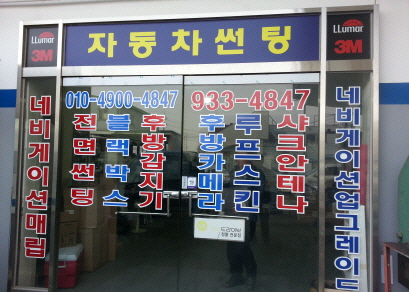 LLumar
3M
자동차썬팅
LLumar
3M
010-4900-4847
933-4847
네비게이션매립
전면썬팅
블랙박스
후방감지기
후방카메라
루프스킨
샤크안테나
네비게이션업그레이드